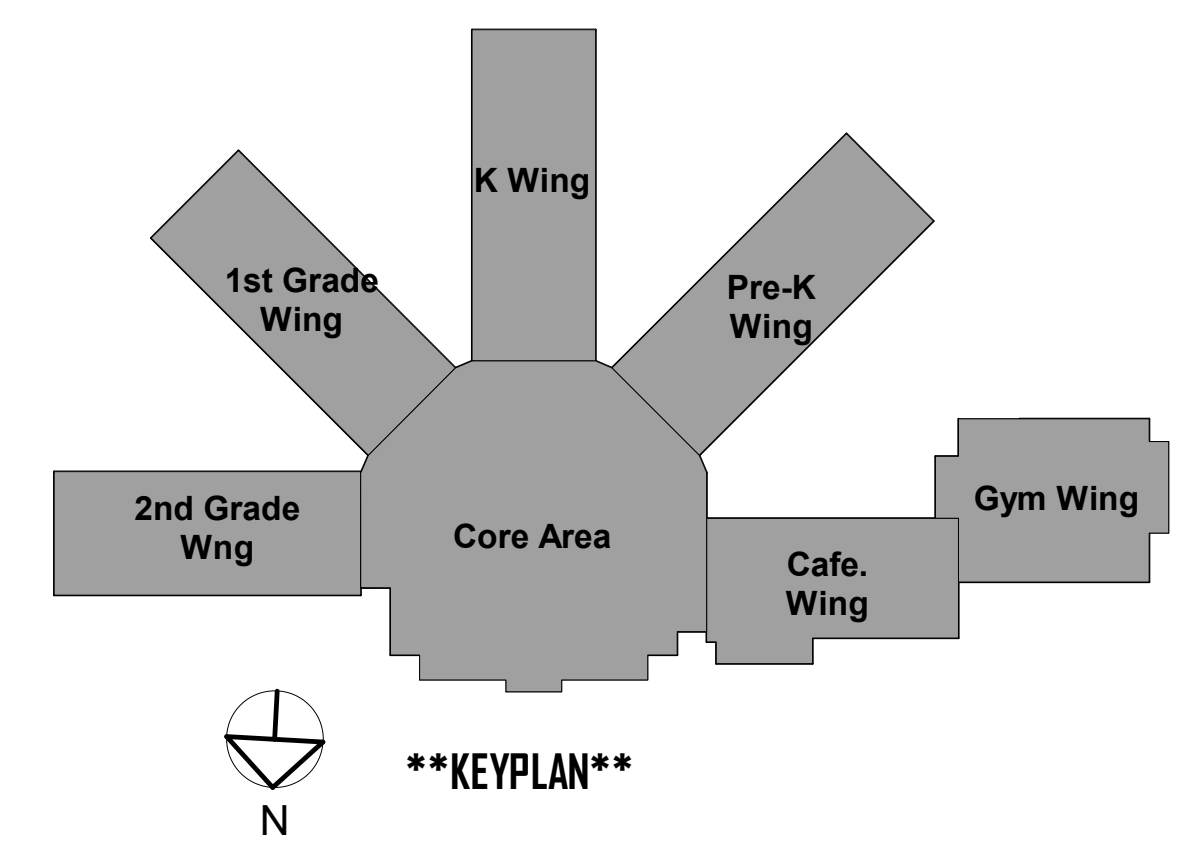 K Wing
1st Grade
Wing
Pre-K
Wing
2nd Grade
Wng
Core Area
Gym Wing
Cafe.
Wing
**KEYPLAN**
N